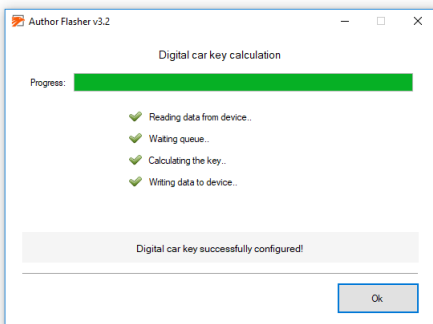 Author Flasher v3.2
Digital car key calculation
Progress:
Reading data from device..
Waiting queue..
Calculating the key..
Writing data to device..
Digital car key successfully configured!
Ok